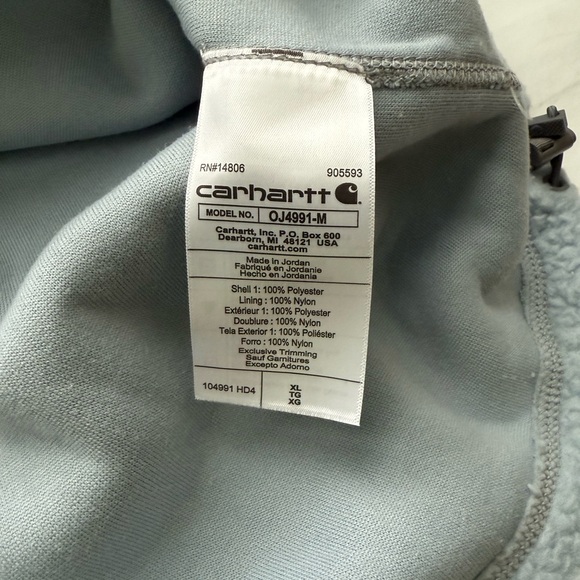 RN#14806 905593
carhartt
MODEL NO. OJ4991-M
Carhartt, Inc. P.O. Box 600
Dearborn, MI 48121 USA
carhartt.com
Made in Jordan
Fabriqué en Jordanie
Hecho en Jordania
Shell 1: 100% Polyester
Lining : 100% Nylon
Extérieur 1: 100% Polyester
Doublure : 100% Nylon
Tela Exterior 1: 100% Poliéster
Forro : 100% Nylon
Exclusive Trimming
Sauf Garnitures
Excepto Adorno
104991 HD4 XL
TG
XG